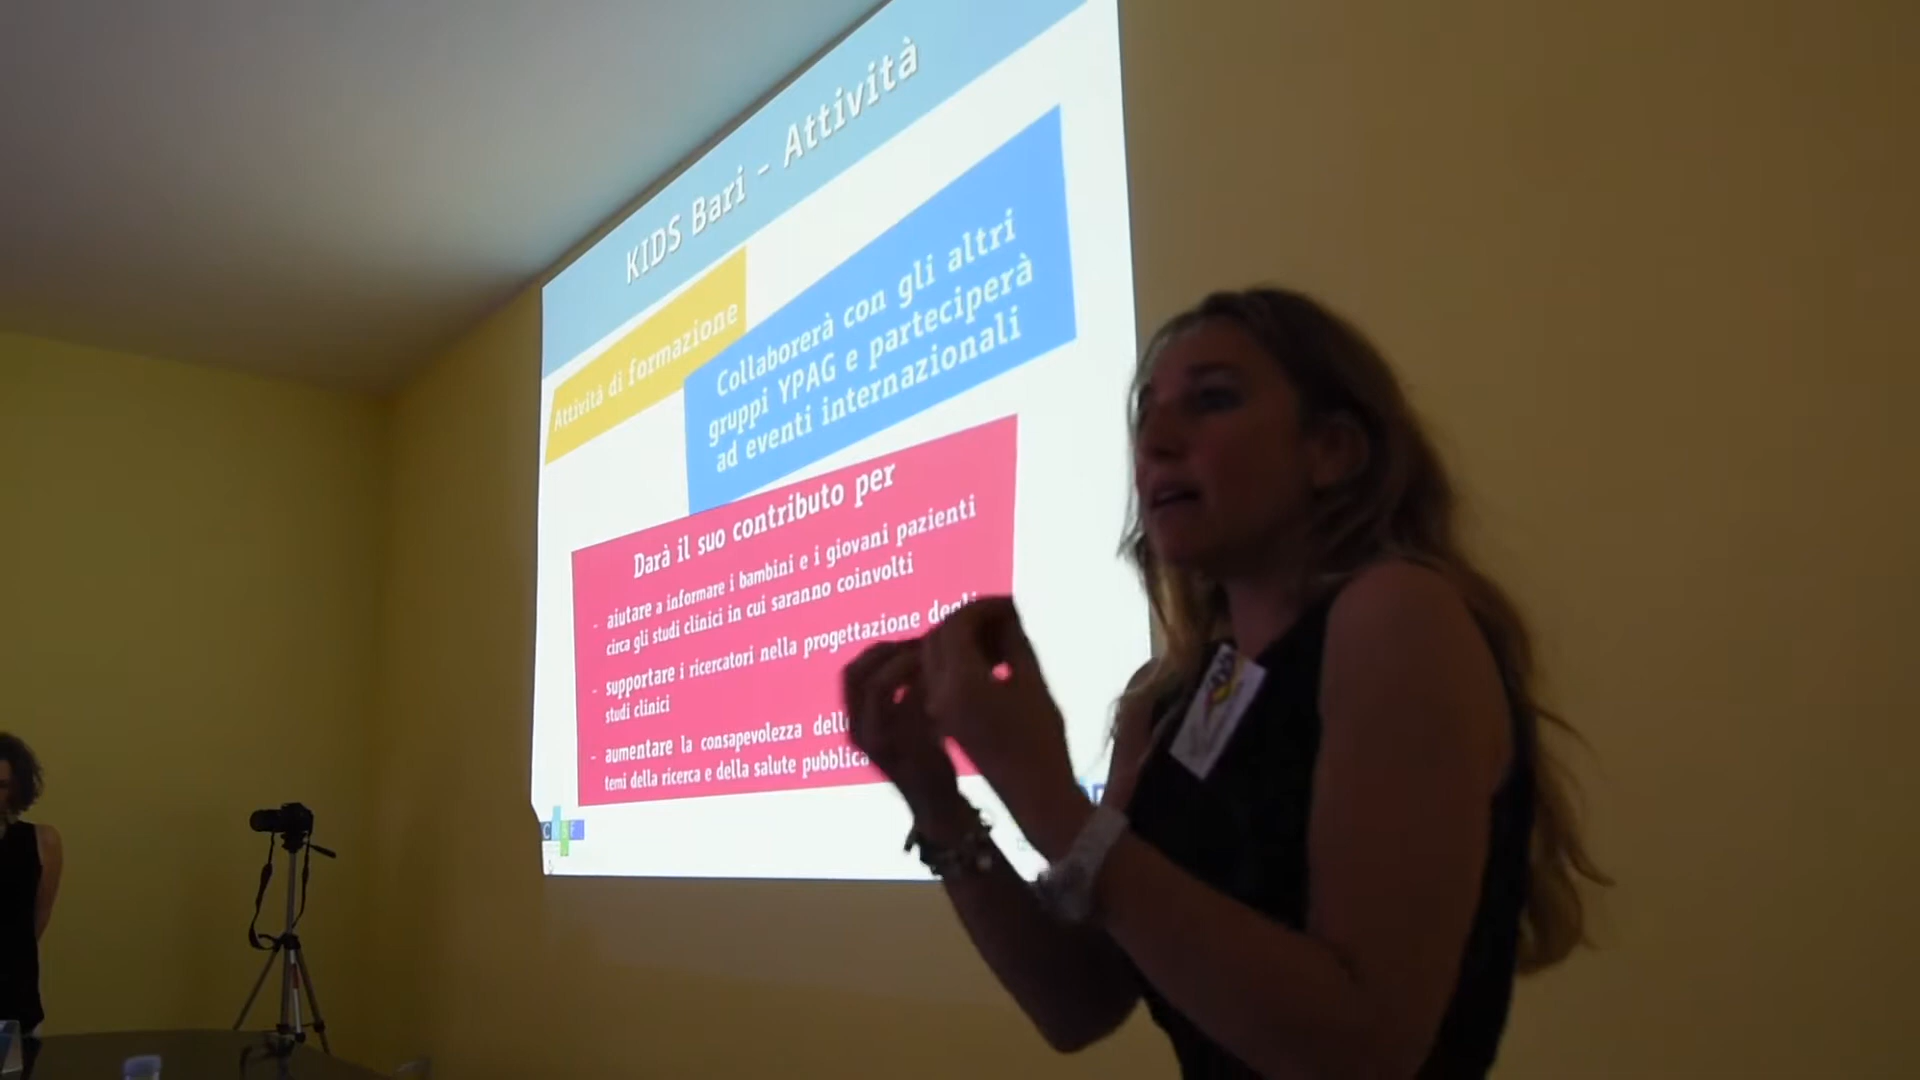 KIDS Bari - Attività
Attività di formazione
Collaborerà con gli altri
gruppi YPAG e parteciperà
ad eventi internazionali
Darà il suo contributo per
- aiutare a informare i bambini e i giovani pazienti
circa gli studi clinici in cui saranno coinvolti
- supportare i ricercatori nella progettazione degli
studi clinici
- aumentare la consapevolezza
temi della ricerca e della salute pubblica